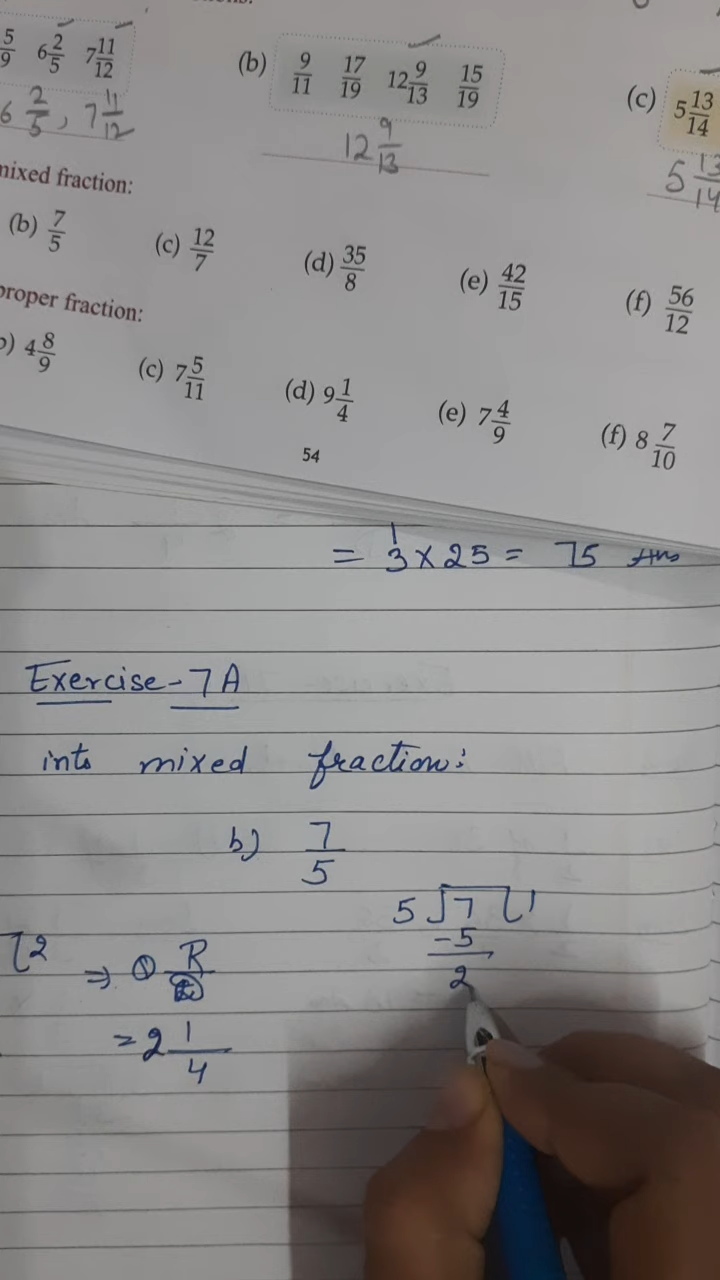 5/9 6 2/5 7 11/12 (b) 9/11 17/19 12 9/13 15/19 (c) 5 13/14
6 2/5, 7 11/12 12 9/13 5 13/14
mixed fraction:
(b) 7/5 (c) 12/7 (d) 35/8 (e) 42/15 (f) 56/12
proper fraction:
) 4 8/9 (c) 7 5/11 (d) 9 1/4 (e) 7 4/9 (f) 8 7/10
54
= 1/3 × 25 = 75 Ans
Exercise - 7A
into mixed fraction:
b) 7/5
5 7 1
-5
2
2 ⇒ Q R
= 2 1/4